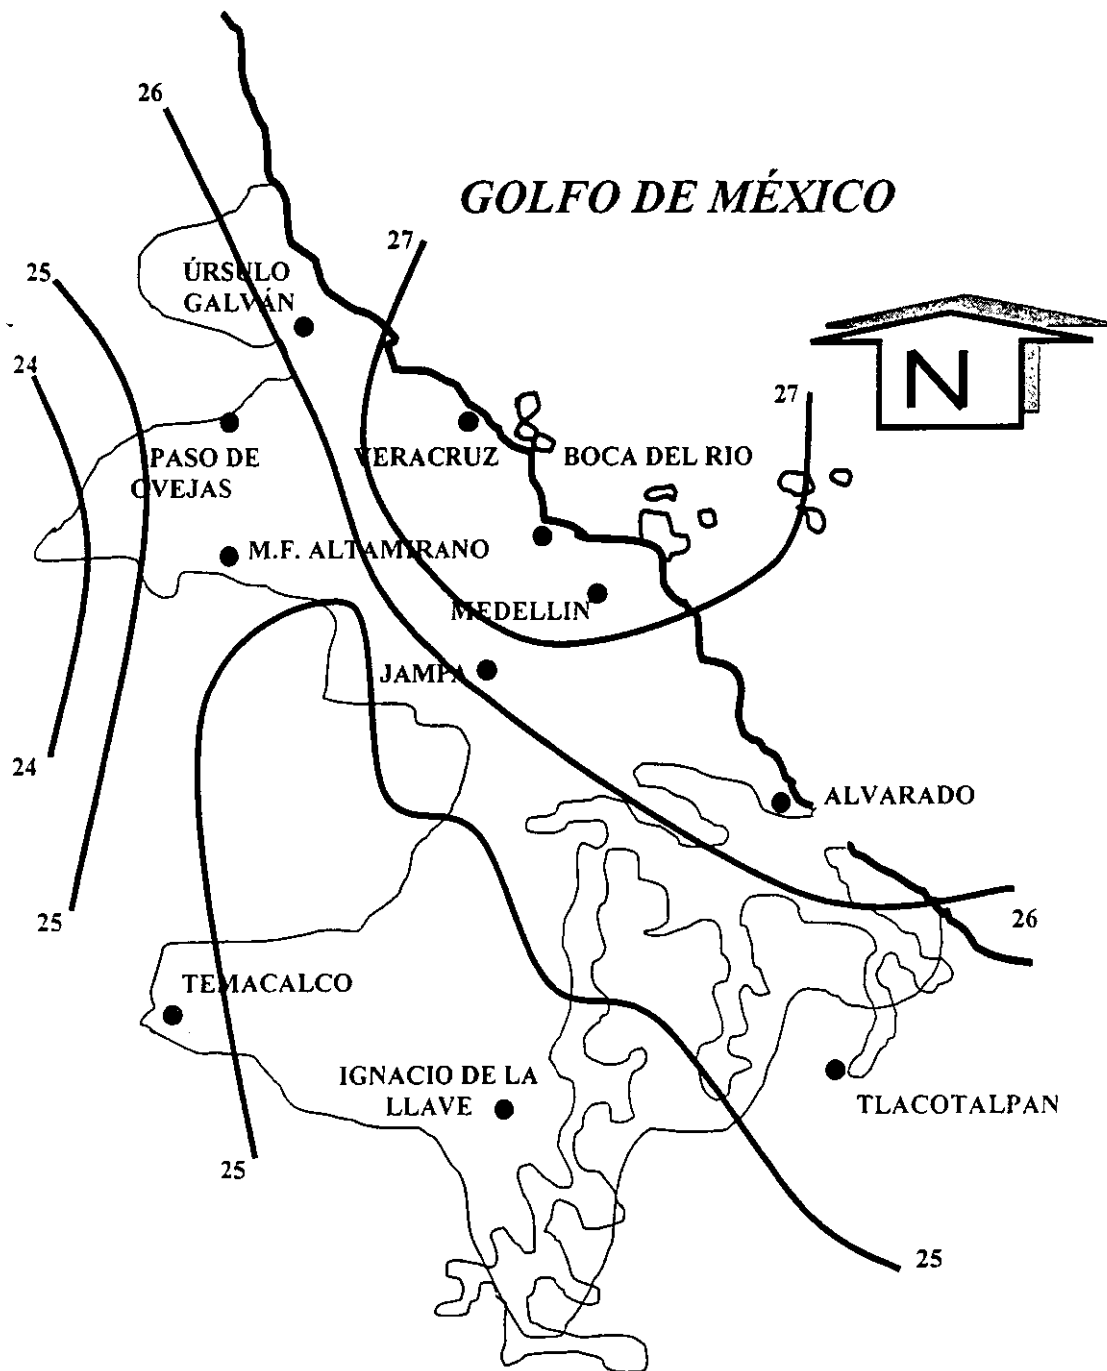 26
GOLFO DE MÉXICO
27
25
ÚRSULO
GALVÁN
24
27
N
PASO DE
OVEJAS
VERACRUZ
BOCA DEL RIO
M.F. ALTAMIRANO
MEDELLIN
JAMPA
24
ALVARADO
25
26
TEMACALCO
IGNACIO DE LA
LLAVE
TLACOTALPAN
25
25